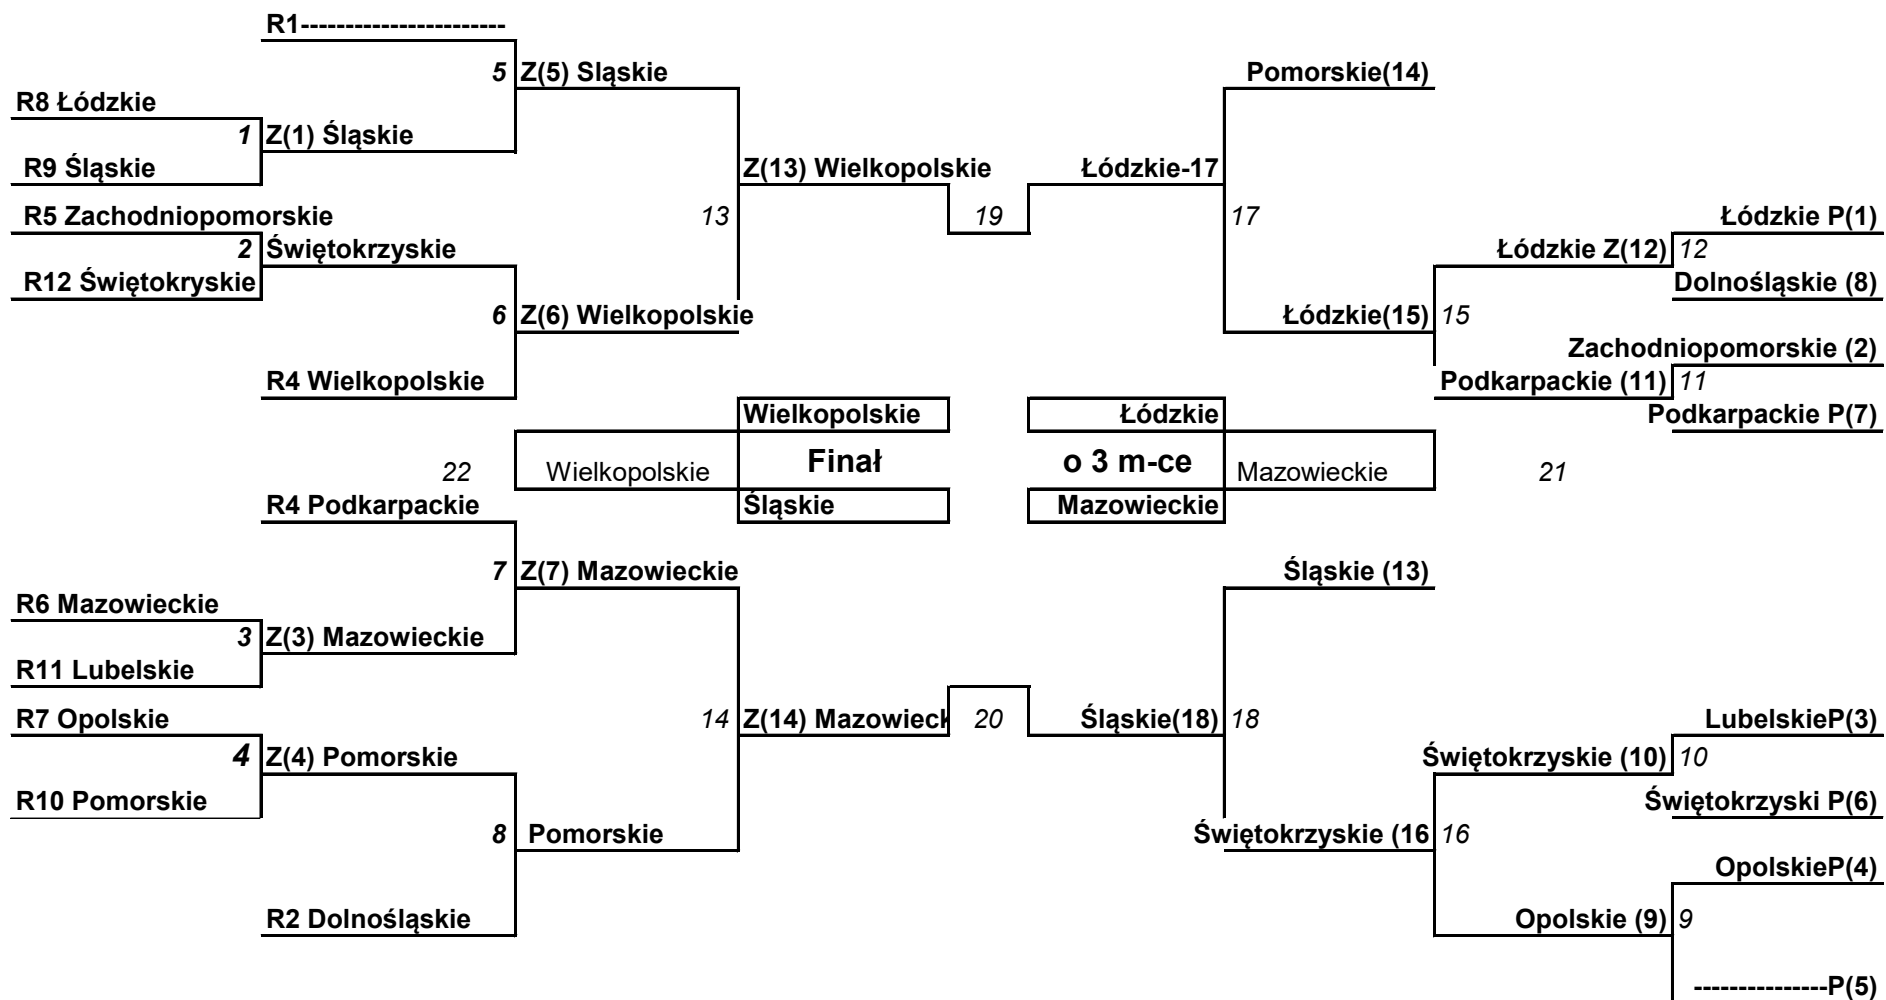 R1-----------------------
5 Z(5) Sląskie Pomorskie(14)
R8 Łódzkie
1 Z(1) Śląskie
R9 Śląskie Z(13) Wielkopolskie Łódzkie-17
R5 Zachodniopomorskie 13 19 17 Łódzkie P(1)
2 Świętokrzyskie Łódzkie Z(12) 12
R12 Świętokryskie Dolnośląskie (8)
6 Z(6) Wielkopolskie Łódzkie(15) 15
Zachodniopomorskie (2)
R4 Wielkopolskie Podkarpackie (11) 11
Wielkopolskie Łódzkie Podkarpackie P(7)
22 Wielkopolskie Finał o 3 m-ce Mazowieckie 21
R4 Podkarpackie Śląskie Mazowieckie
7 Z(7) Mazowieckie Śląskie (13)
R6 Mazowieckie
3 Z(3) Mazowieckie
R11 Lubelskie
R7 Opolskie 14 Z(14) Mazowieck 20 Śląskie(18) 18 LubelskieP(3)
4 Z(4) Pomorskie Świętokrzyskie (10) 10
R10 Pomorskie Świętokrzyski P(6)
8 Pomorskie Świętokrzyskie (16 16
OpolskieP(4)
R2 Dolnośląskie Opolskie (9) 9
---------------P(5)